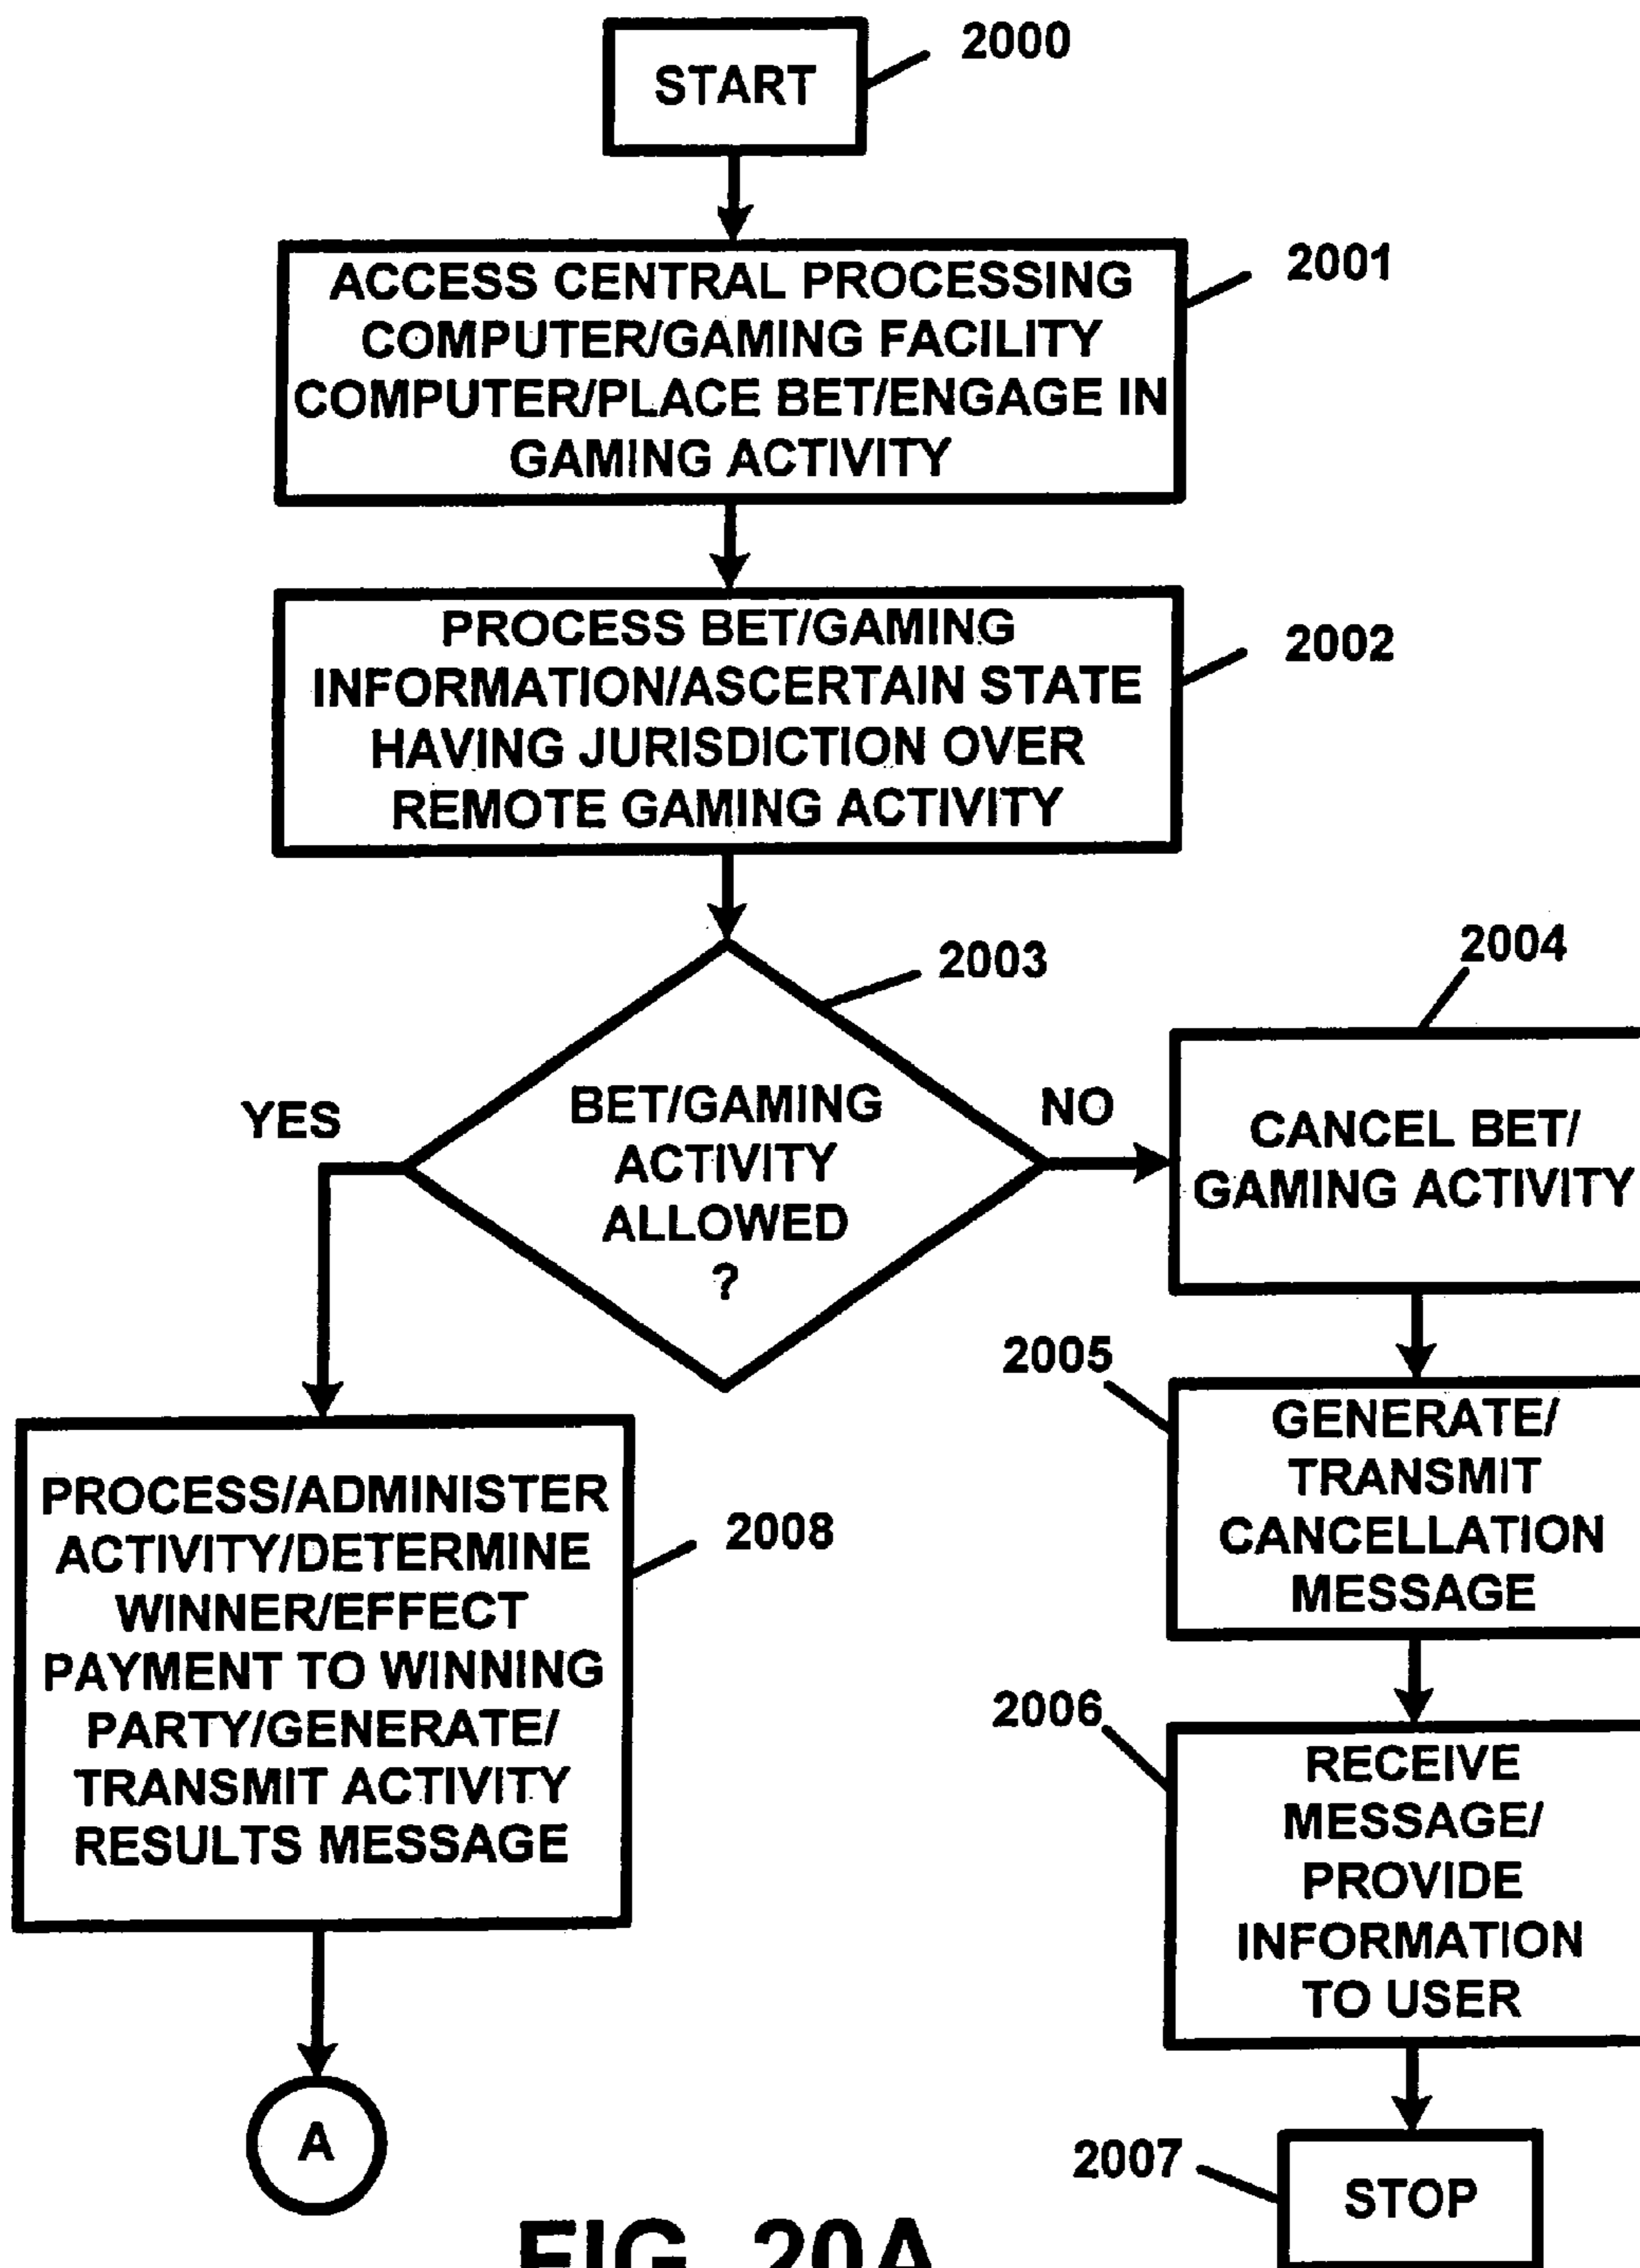 START
2000
ACCESS CENTRAL PROCESSING
COMPUTER/GAMING FACILITY
COMPUTER/PLACE BET/ENGAGE IN
GAMING ACTIVITY
2001
PROCESS BET/GAMING
INFORMATION/ASCERTAIN STATE
HAVING JURISDICTION OVER
REMOTE GAMING ACTIVITY
2002
2003
BET/GAMING
ACTIVITY
ALLOWED
?
YES
NO
2004
CANCEL BET/
GAMING ACTIVITY
2005
GENERATE/
TRANSMIT
CANCELLATION
MESSAGE
2006
RECEIVE
MESSAGE/
PROVIDE
INFORMATION
TO USER
2007
STOP
PROCESS/ADMINISTER
ACTIVITY/DETERMINE
WINNER/EFFECT
PAYMENT TO WINNING
PARTY/GENERATE/
TRANSMIT ACTIVITY
RESULTS MESSAGE
2008
A
FIG. 20A